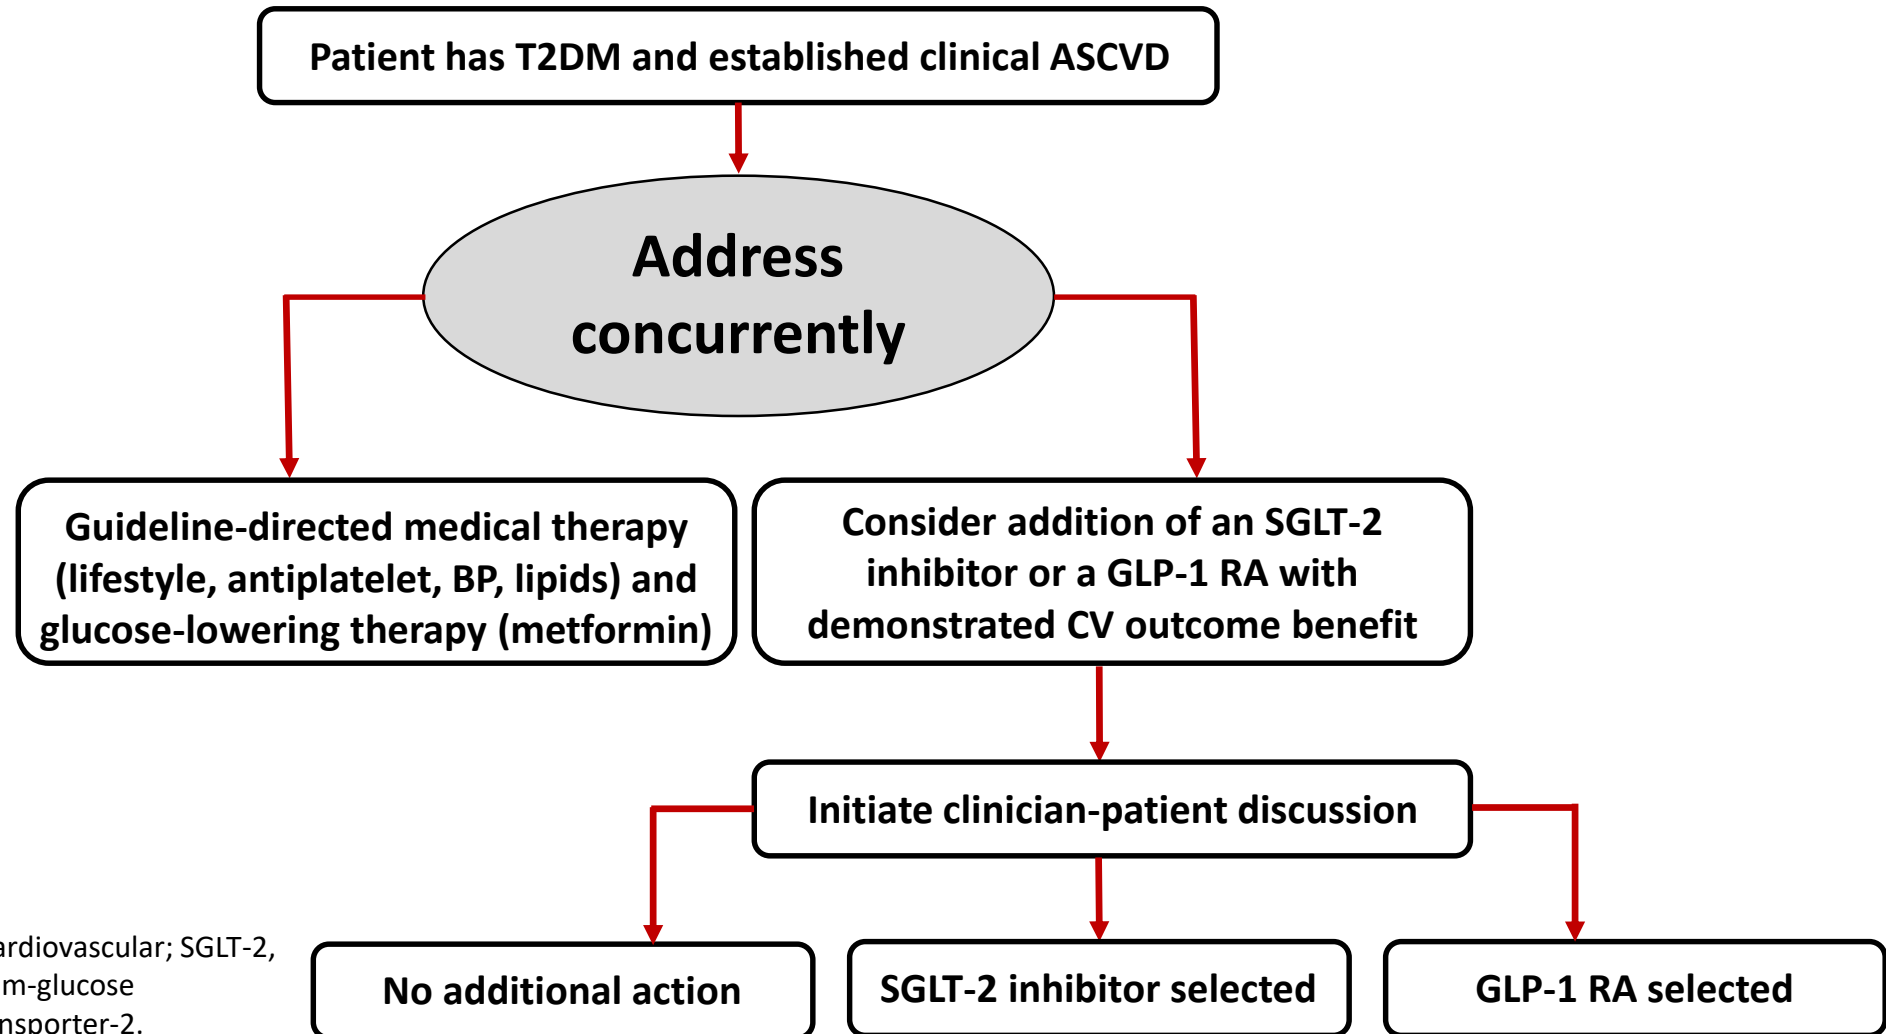 Patient has T2DM and established clinical ASCVD
Address
concurrently
Guideline-directed medical therapy
(lifestyle, antiplatelet, BP, lipids) and
glucose-lowering therapy (metformin)
Consider addition of an SGLT-2
inhibitor or a GLP-1 RA with
demonstrated CV outcome benefit
Initiate clinician-patient discussion
No additional action
SGLT-2 inhibitor selected
GLP-1 RA selected
ardiovascular; SGLT-2,
m-glucose
nsporter-2.